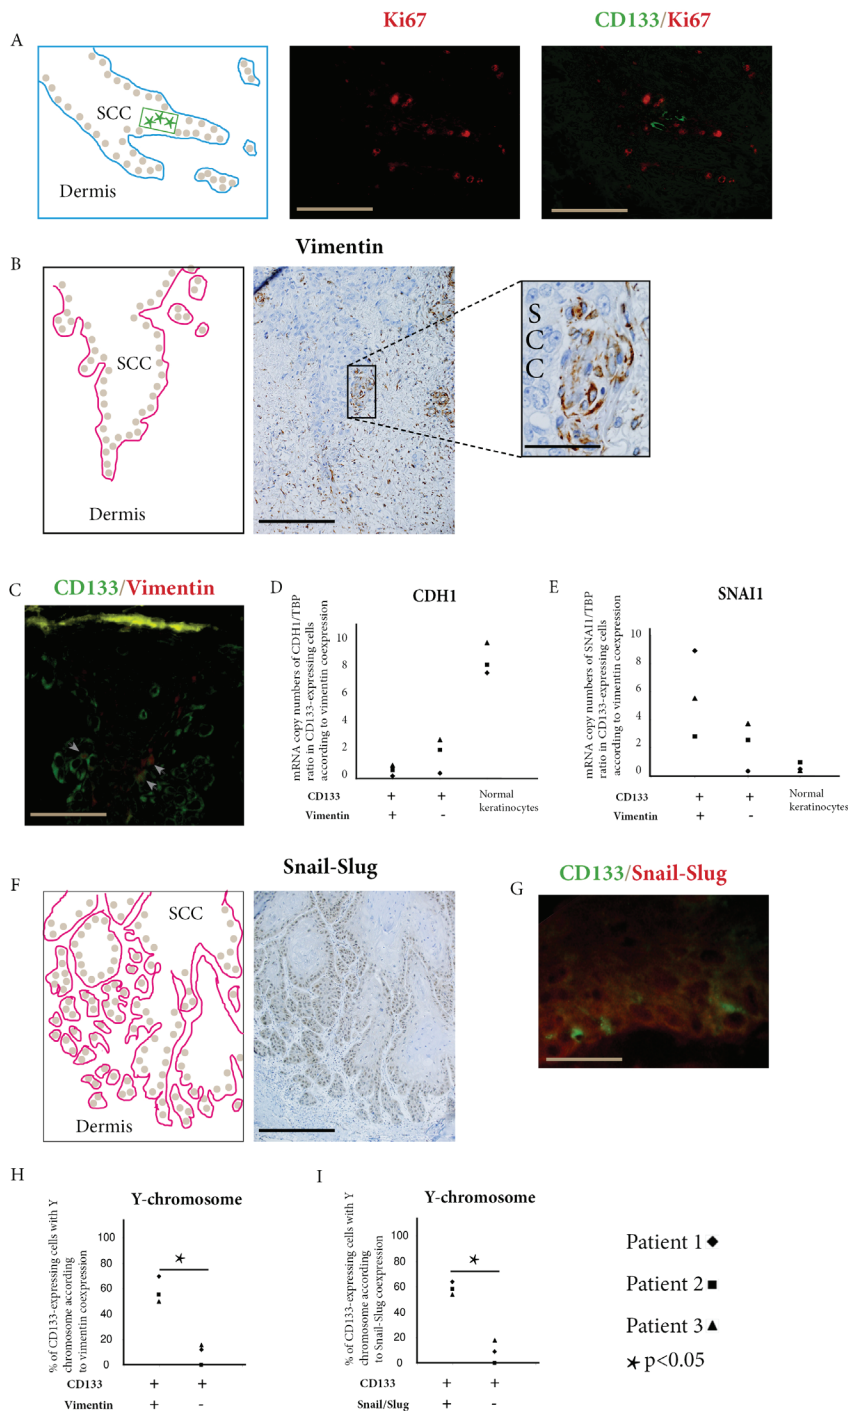 A
Ki67
CD133/Ki67
SCC
Dermis
B
Vimentin
SCC
Dermis
S
C
C
C
CD133/Vimentin
D
CDH1
mRNA copy numbers of CDH1/TBP
ratio in CD133-expressing cells
according to vimentin coexpression
10
8
6
4
2
0
CD133 + + Normal
keratinocytes
Vimentin + -
E
SNAI1
mRNA copy numbers of SNAI1/TBP
ratio in CD133-expressing cells
according to vimentin coexpression
10
8
6
4
2
0
CD133 + + Normal
keratinocytes
Vimentin + -
F
Snail-Slug
SCC
Dermis
G
CD133/Snail-Slug
H
Y-chromosome
% of CD133-expressing cells with Y
chromosome according
to vimentin coexpression
100
80
60
40
20
0
CD133 + +
Vimentin + -
I
Y-chromosome
% of CD133-expressing cells with Y
chromosome according
to Snail-Slug coexpression
100
80
60
40
20
0
CD133 + +
Snail/Slug + -
Patient 1 ◆
Patient 2 ■
Patient 3 ▲
* p<0.05